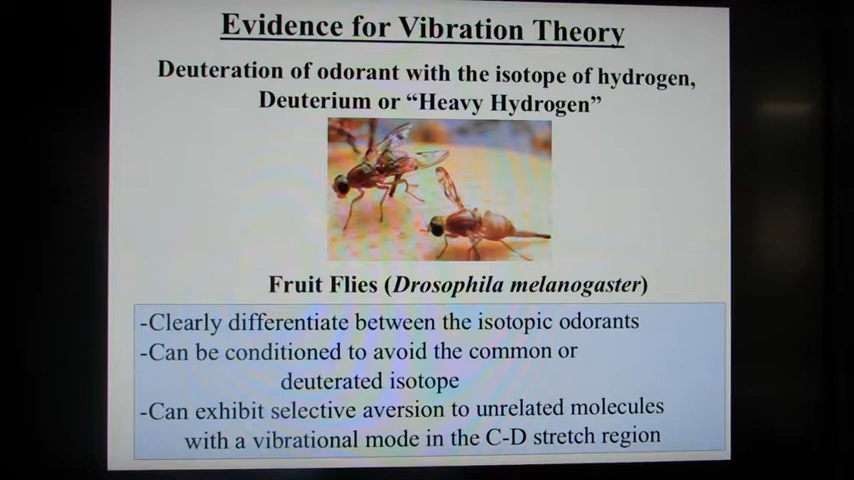 Evidence for Vibration Theory
Deuteration of odorant with the isotope of hydrogen,
Deuterium or “Heavy Hydrogen”
Fruit Flies (Drosophila melanogaster)
-Clearly differentiate between the isotopic odorants
-Can be conditioned to avoid the common or
deuterated isotope
-Can exhibit selective aversion to unrelated molecules
with a vibrational mode in the C-D stretch region